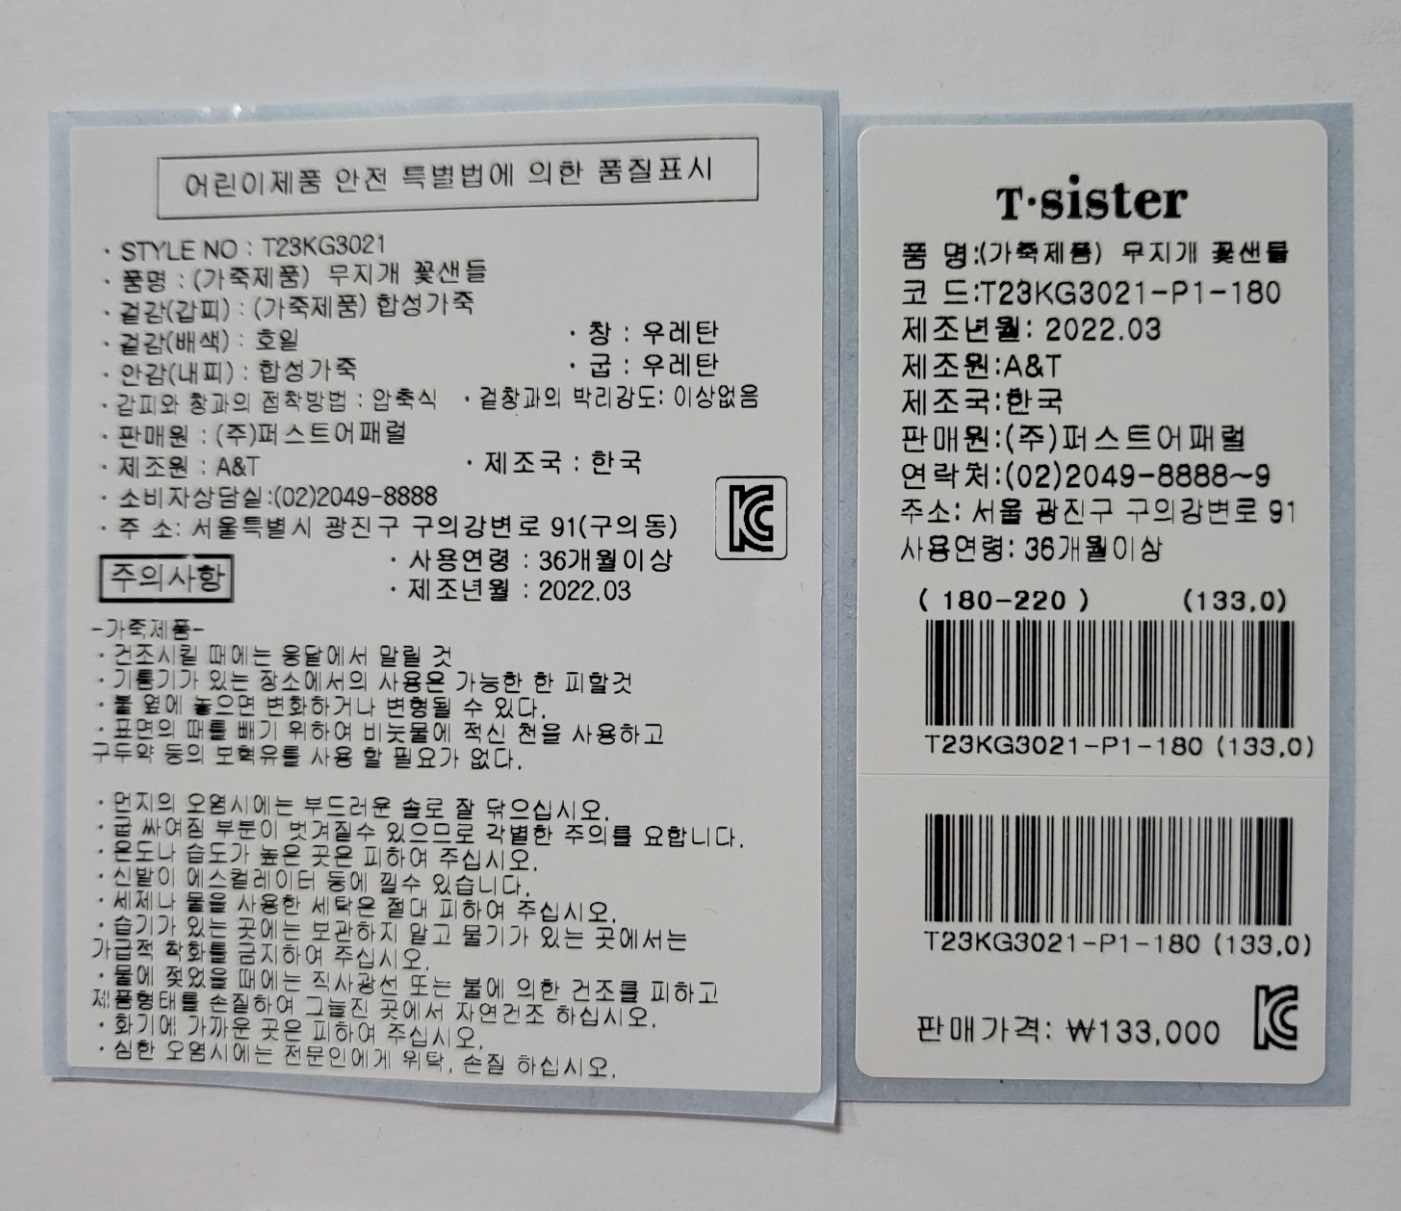 어린이제품 안전 특별법에 의한 품질표시
· STYLE NO : T23KG3021
· 품명 : (가죽제품) 무지개 꽃샌들
· 겉감(갑피) : (가죽제품) 합성가죽
· 겉감(배색) : 호일 · 창 : 우레탄
· 안감(내피) : 합성가죽 · 굽 : 우레탄
· 갑피와 창과의 접착방법 : 압축식 · 겉창과의 박리강도: 이상없음
· 판매원 : (주)퍼스트어패럴
· 제조원 : A&T · 제조국 : 한국
· 소비자상담실:(02)2049-8888
· 주 소: 서울특별시 광진구 구의강변로 91(구의동)
주의사항 · 사용연령 : 36개월이상
· 제조년월 : 2022.03
-가죽제품-
· 건조시킬 때에는 응달에서 말릴 것
· 기름기가 있는 장소에서의 사용은 가능한 한 피할것
· 불 옆에 놓으면 변화하거나 변형될 수 있다.
· 표면의 때를 빼기 위하여 비눗물에 적신 천을 사용하고
구두약 등의 보혁유를 사용 할 필요가 없다.
· 먼지의 오염시에는 부드러운 솔로 잘 닦으십시오.
· 굽 싸여짐 부분이 벗겨질수 있으므로 각별한 주의를 요합니다.
· 온도나 습도가 높은 곳은 피하여 주십시오.
· 신발이 에스컬레이터 등에 낄수 있습니다.
· 세제나 물을 사용한 세탁은 절대 피하여 주십시오.
· 습기가 있는 곳에는 보관하지 말고 물기가 있는 곳에서는
가급적 착화를 금지하여 주십시오.
· 물에 젖었을 때에는 직사광선 또는 불에 의한 건조를 피하고
제품형태를 손질하여 그늘진 곳에서 자연건조 하십시오.
· 화기에 가까운 곳은 피하여 주십시오.
· 심한 오염시에는 전문인에게 위탁, 손질 하십시오.
T·sister
품 명:(가죽제품) 무지개 꽃샌들
코 드:T23KG3021-P1-180
제조년월: 2022.03
제조원:A&T
제조국:한국
판매원:(주)퍼스트어패럴
연락처:(02)2049-8888~9
주소: 서울 광진구 구의강변로 91
사용연령: 36개월이상
( 180-220 ) (133.0)
T23KG3021-P1-180 (133.0)
T23KG3021-P1-180 (133.0)
판매가격: ₩133,000